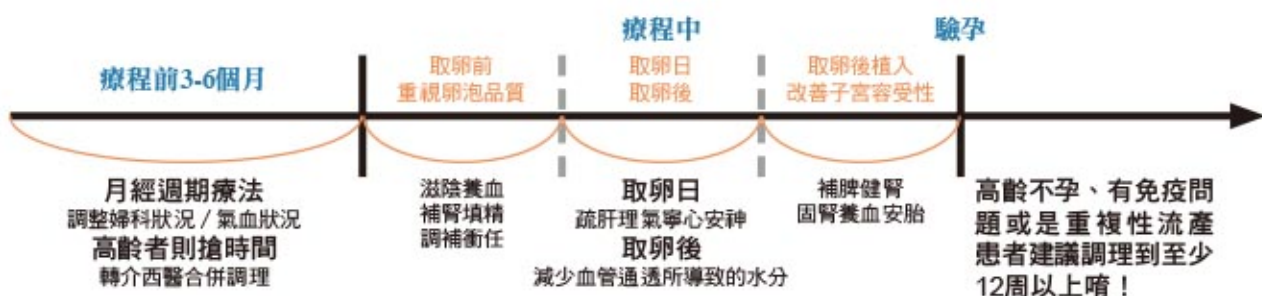 療程中
驗孕
療程前3-6個月
取卵前
重視卵泡品質
取卵日
取卵後
取卵後植入
改善子宮容受性
月經週期療法
調整婦科狀況 / 氣血狀況
高齡者則搶時間
轉介西醫合併調理
滋陰養血
補腎填精
調補衝任
取卵日
疏肝理氣寧心安神
取卵後
減少血管通透所導致的水分
補脾健腎
固腎養血安胎
高齡不孕、有免疫問
題或是重複性流產
患者建議調理到至少
12周以上唷！